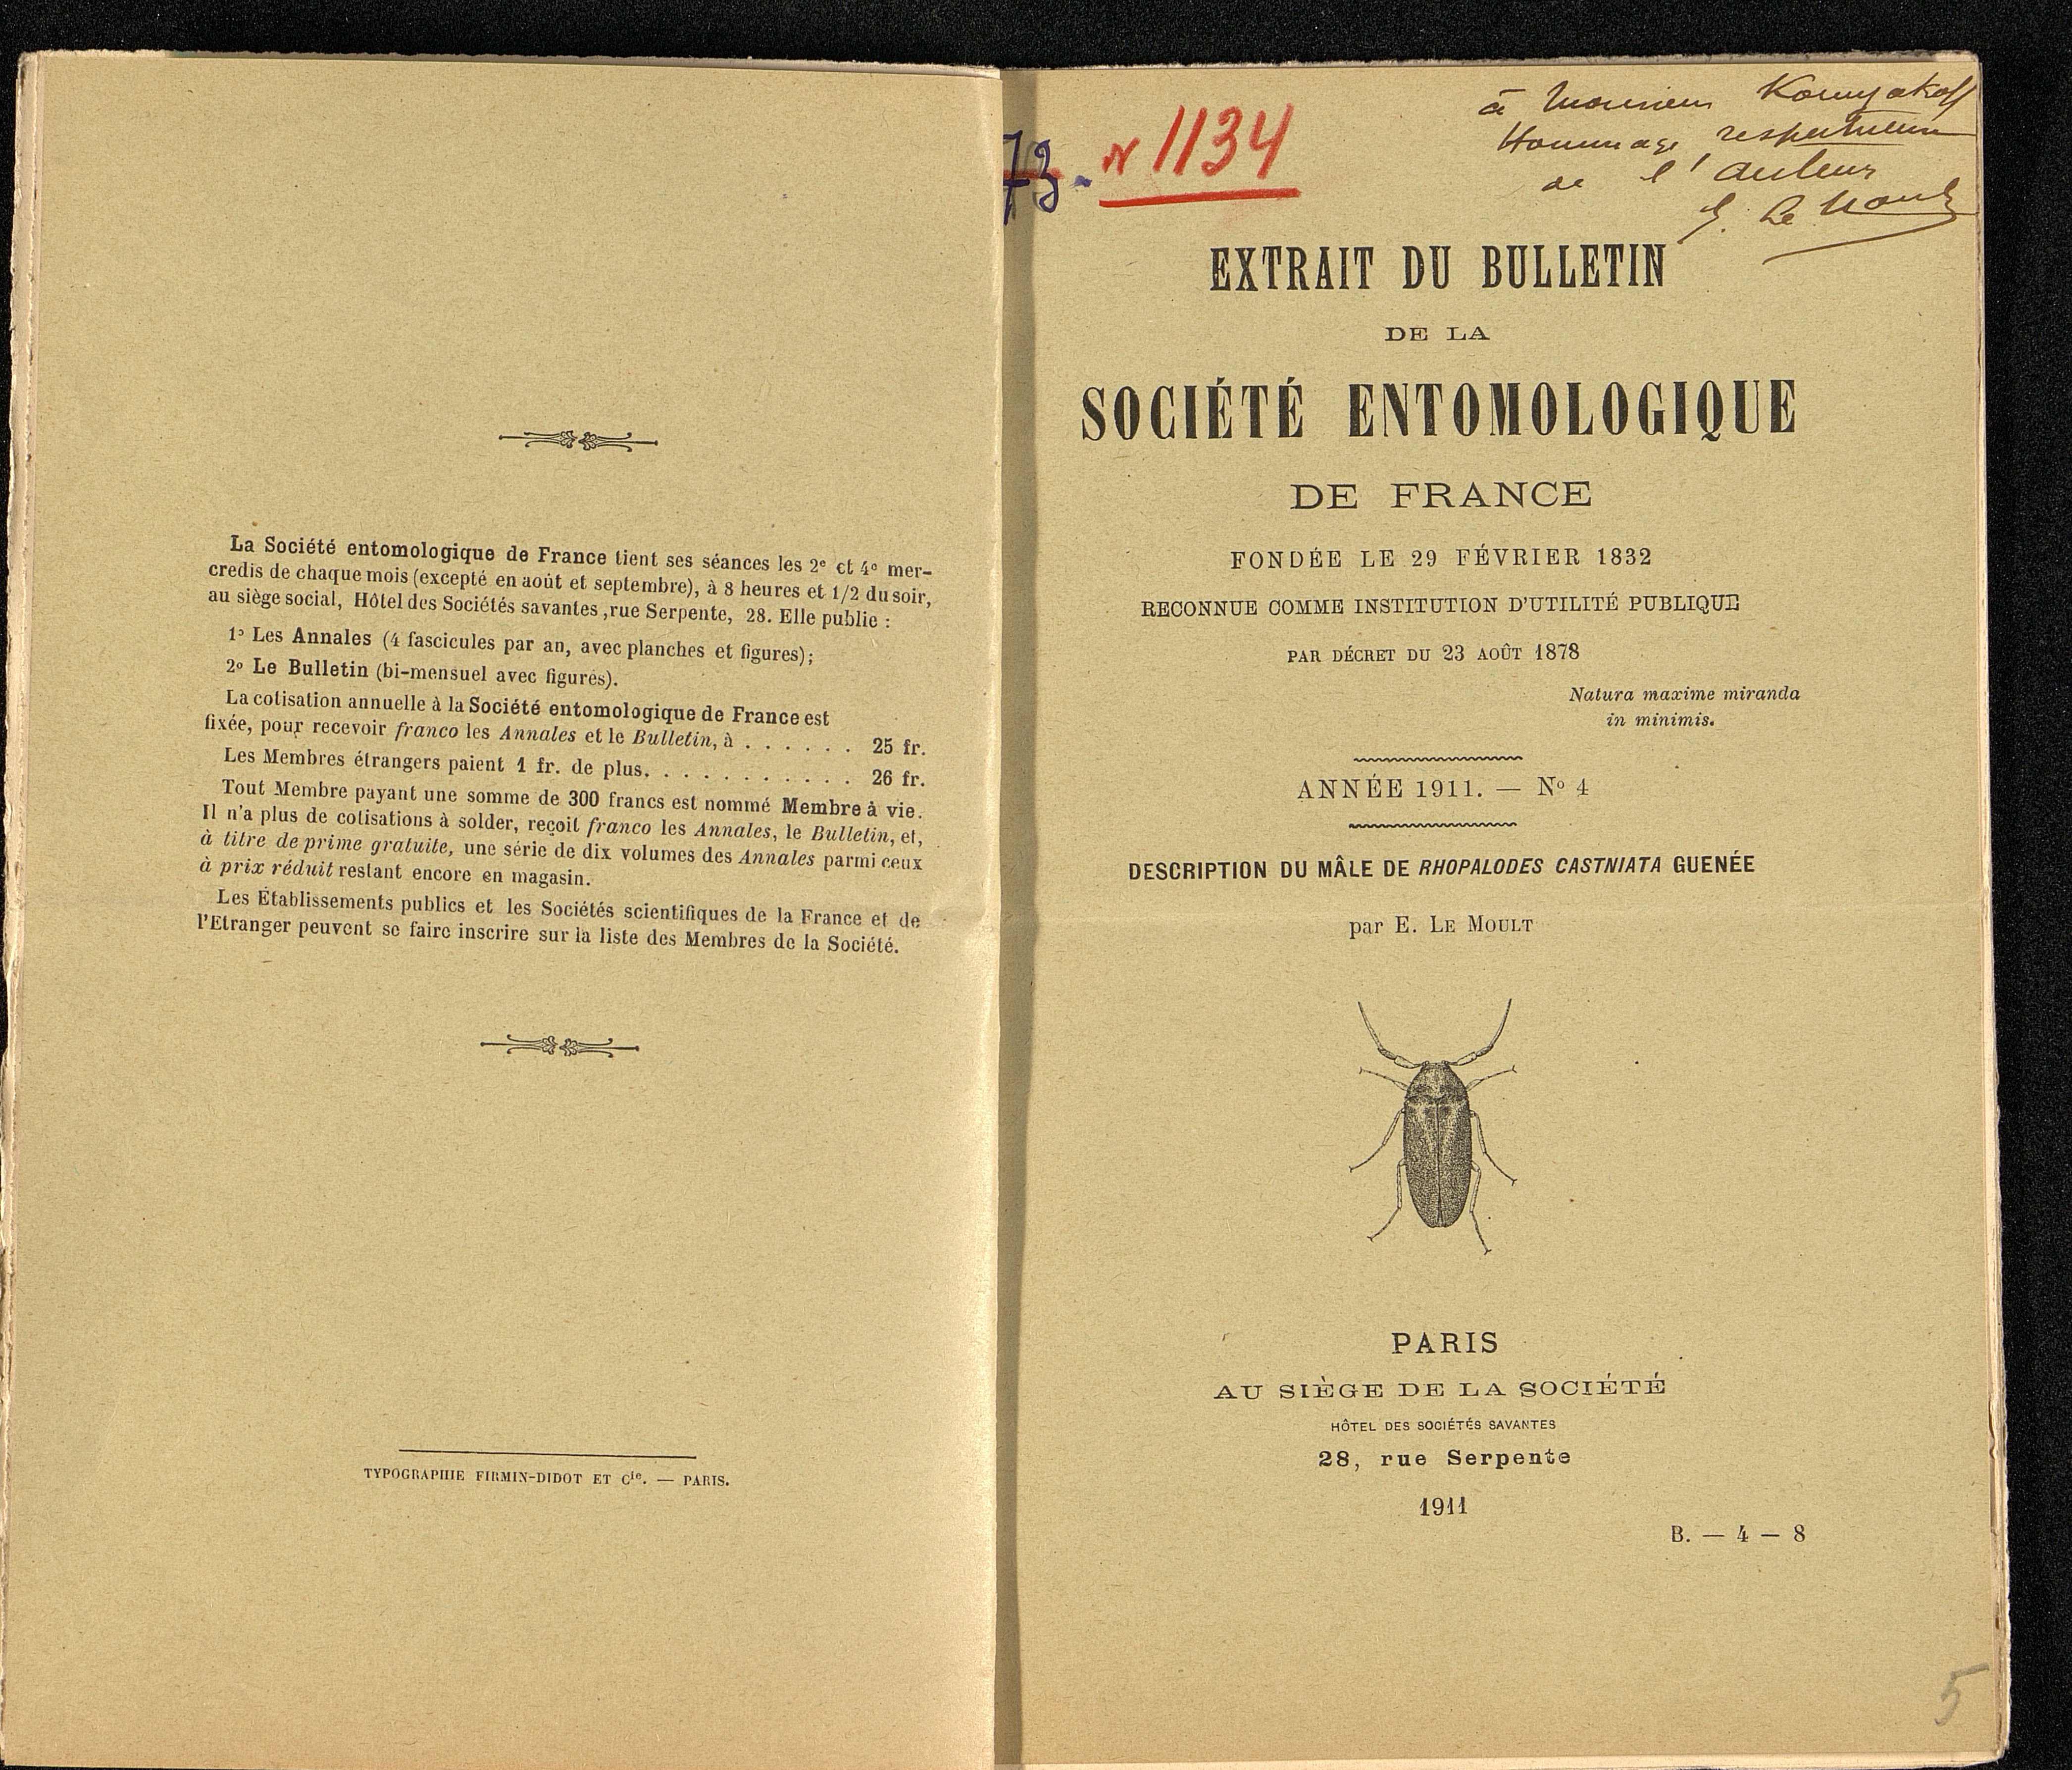 La Société entomologique de France tient ses séances les 2e et 4e mer-
credis de chaque mois (excepté en août et septembre), à 8 heures et 1/2 du soir,
au siège social, Hôtel des Sociétés savantes, rue Serpente, 28. Elle publie :
1o Les Annales (4 fascicules par an, avec planches et figures);
2o Le Bulletin (bi-mensuel avec figures).
La cotisation annuelle à la Société entomologique de France est
fixée, pour recevoir franco les Annales et le Bulletin, à . . . . . . 25 fr.
Les Membres étrangers paient 1 fr. de plus. . . . . . . . . . . 26 fr.
Tout Membre payant une somme de 300 francs est nommé Membre à vie.
Il n'a plus de cotisations à solder, reçoit franco les Annales, le Bulletin, et,
à titre de prime gratuite, une série de dix volumes des Annales parmi ceux
à prix réduit restant encore en magasin.
Les Établissements publics et les Sociétés scientifiques de la France et de
l'Etranger peuvent se faire inscrire sur la liste des Membres de la Société.
TYPOGRAPHIE FIRMIN-DIDOT ET Cie. — PARIS.
73.
N 1134
à Monsieur
Hommage respectueux
de l'auteur
E. Le Moult
EXTRAIT DU BULLETIN
DE LA
SOCIÉTÉ ENTOMOLOGIQUE
DE FRANCE
FONDÉE LE 29 FÉVRIER 1832
RECONNUE COMME INSTITUTION D'UTILITÉ PUBLIQUE
PAR DÉCRET DU 23 AOÛT 1878
Natura maxime miranda
in minimis.
ANNÉE 1911. — No 4
DESCRIPTION DU MÂLE DE RHOPALODES CASTNIATA GUENÉE
par E. LE MOULT
PARIS
AU SIÈGE DE LA SOCIÉTÉ
HÔTEL DES SOCIÉTÉS SAVANTES
28, rue Serpente
1911
B. — 4 — 8
5